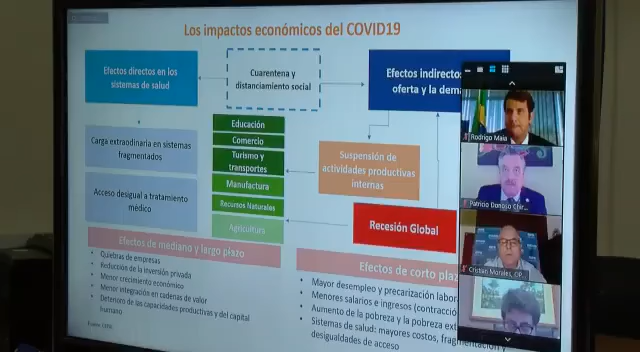 Los impactos económicos del COVID19
Efectos directos en los
sistemas de salud
Cuarentena y
distanciamiento social
Efectos indirectos
oferta y la dema
Carga extraodinaria en sistemas
fragmentados
Acceso desigual a tratamiento
médico
Educación
Comercio
Turismo y
transportes
Manufactura
Recursos Naturales
Agricultura
Suspensión de
actividades productivas
internas
Recesión Global
Efectos de mediano y largo plazo
• Quiebras de empresas
• Reducción de la inversión privada
• Menor crecimiento económico
• Menor integración en cadenas de valor
• Deterioro de las capacidades productivas y del capital
humano
Efectos de corto plaz
• Mayor desempleo y precarización labora
• Menores salarios e ingresos (contracció
• Aumento de la pobreza y la pobreza ext
• Sistemas de salud: mayores costos, fragmentación y
desigualdades de acceso
Rodrigo Maia
Patricio Donoso Chir...
Cristian Morales, OP...